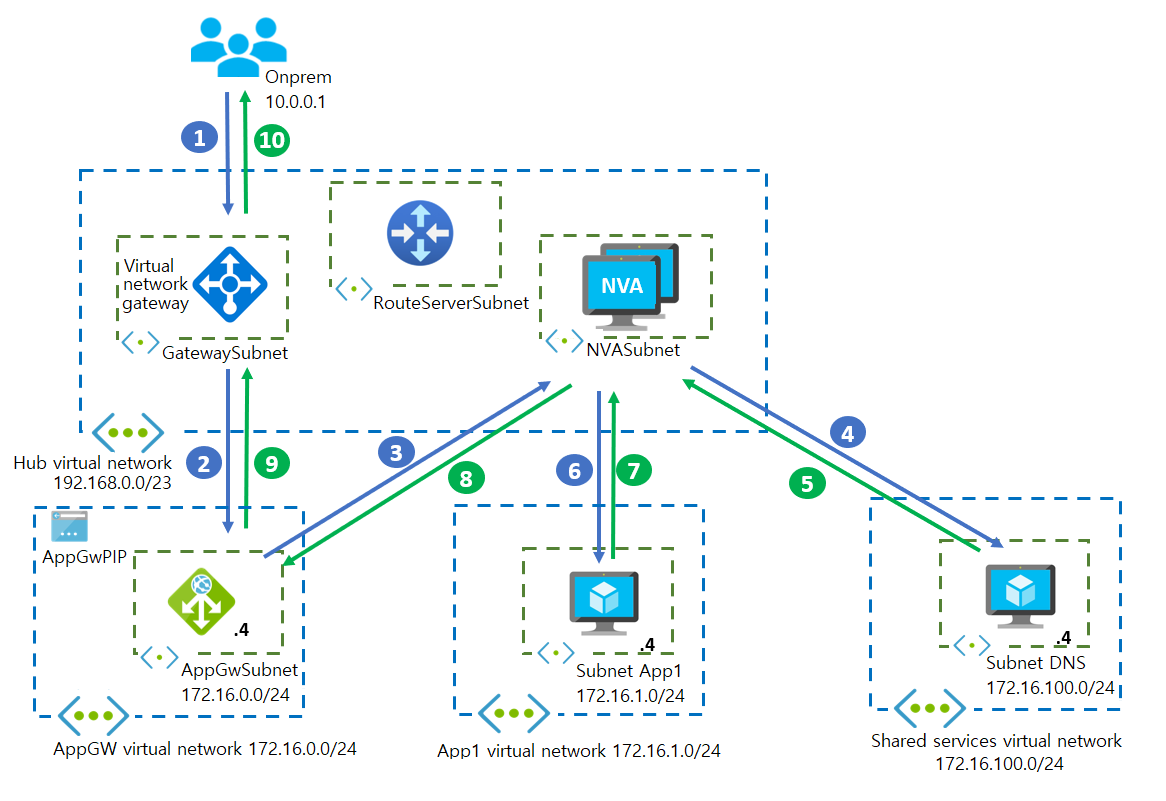 Onprem
10.0.0.1
1
10
Virtual
network
gateway
GatewaySubnet
RouteServerSubnet
NVA
NVASubnet
Hub virtual network
192.168.0.0/23
2
9
3
8
6
7
4
5
AppGwPIP
.4
AppGwSubnet
172.16.0.0/24
AppGW virtual network 172.16.0.0/24
.4
Subnet App1
172.16.1.0/24
App1 virtual network 172.16.1.0/24
.4
Subnet DNS
172.16.100.0/24
Shared services virtual network
172.16.100.0/24